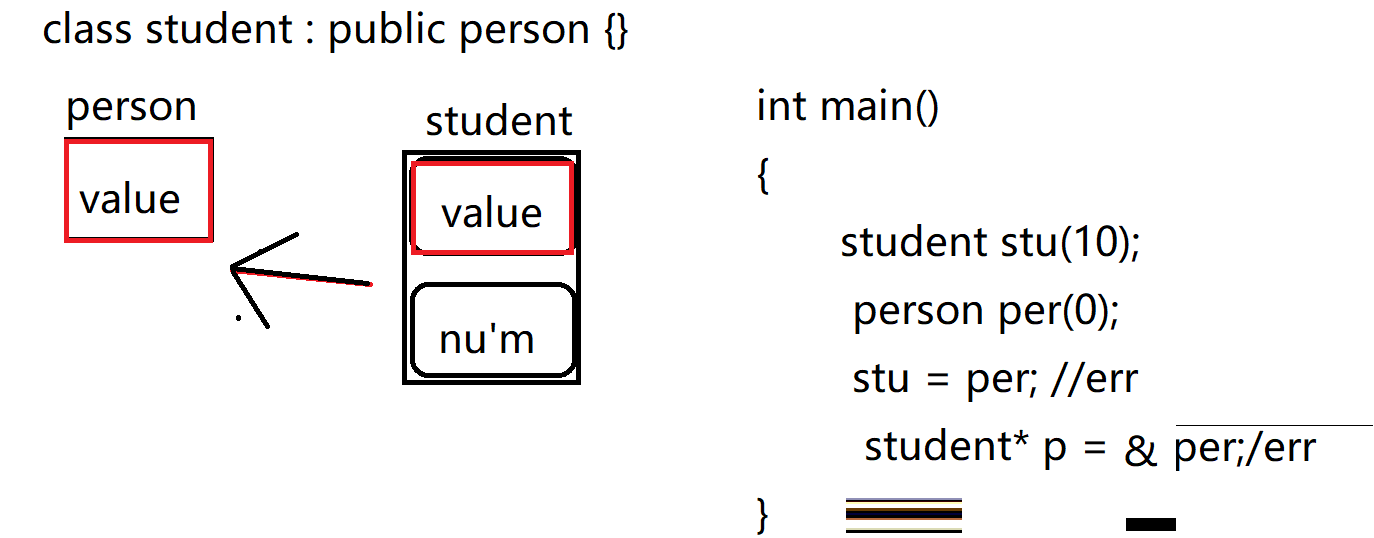 class student : public person {}
person
value
student
value
nu'm
int main()
{
student stu(10);
person per(0);
stu = per; //err
student* p = & per;/err
}